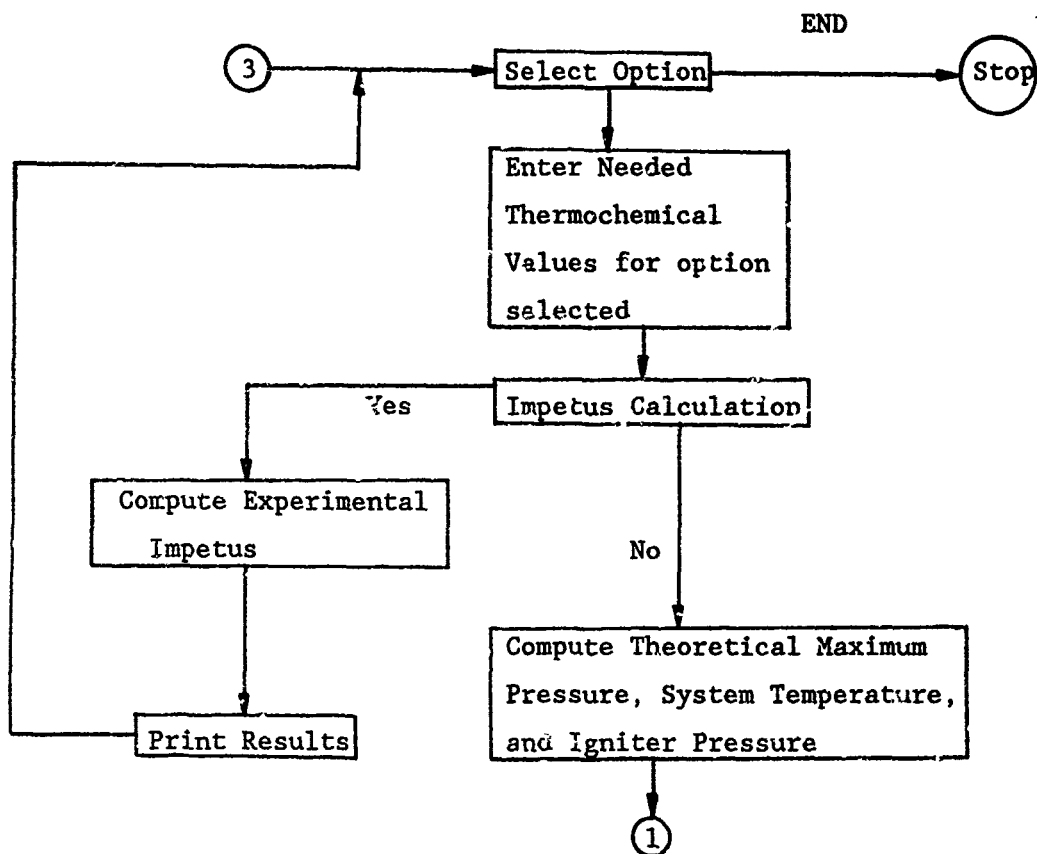 END
3
Select Option
Stop
Enter Needed
Thermochemical
Values for option
selected
Yes
Impetus Calculation
Compute Experimental
Impetus
No
Compute Theoretical Maximum
Pressure, System Temperature,
and Igniter Pressure
Print Results
1